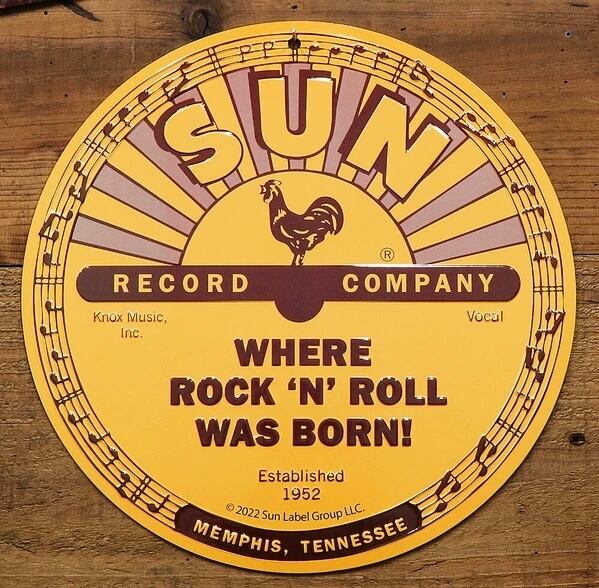 SUN
®
RECORD COMPANY
Knox Music,
Inc.
Vocal
WHERE
ROCK ‘N’ ROLL
WAS BORN!
Established
1952
© 2022 Sun Label Group LLC.
MEMPHIS, TENNESSEE